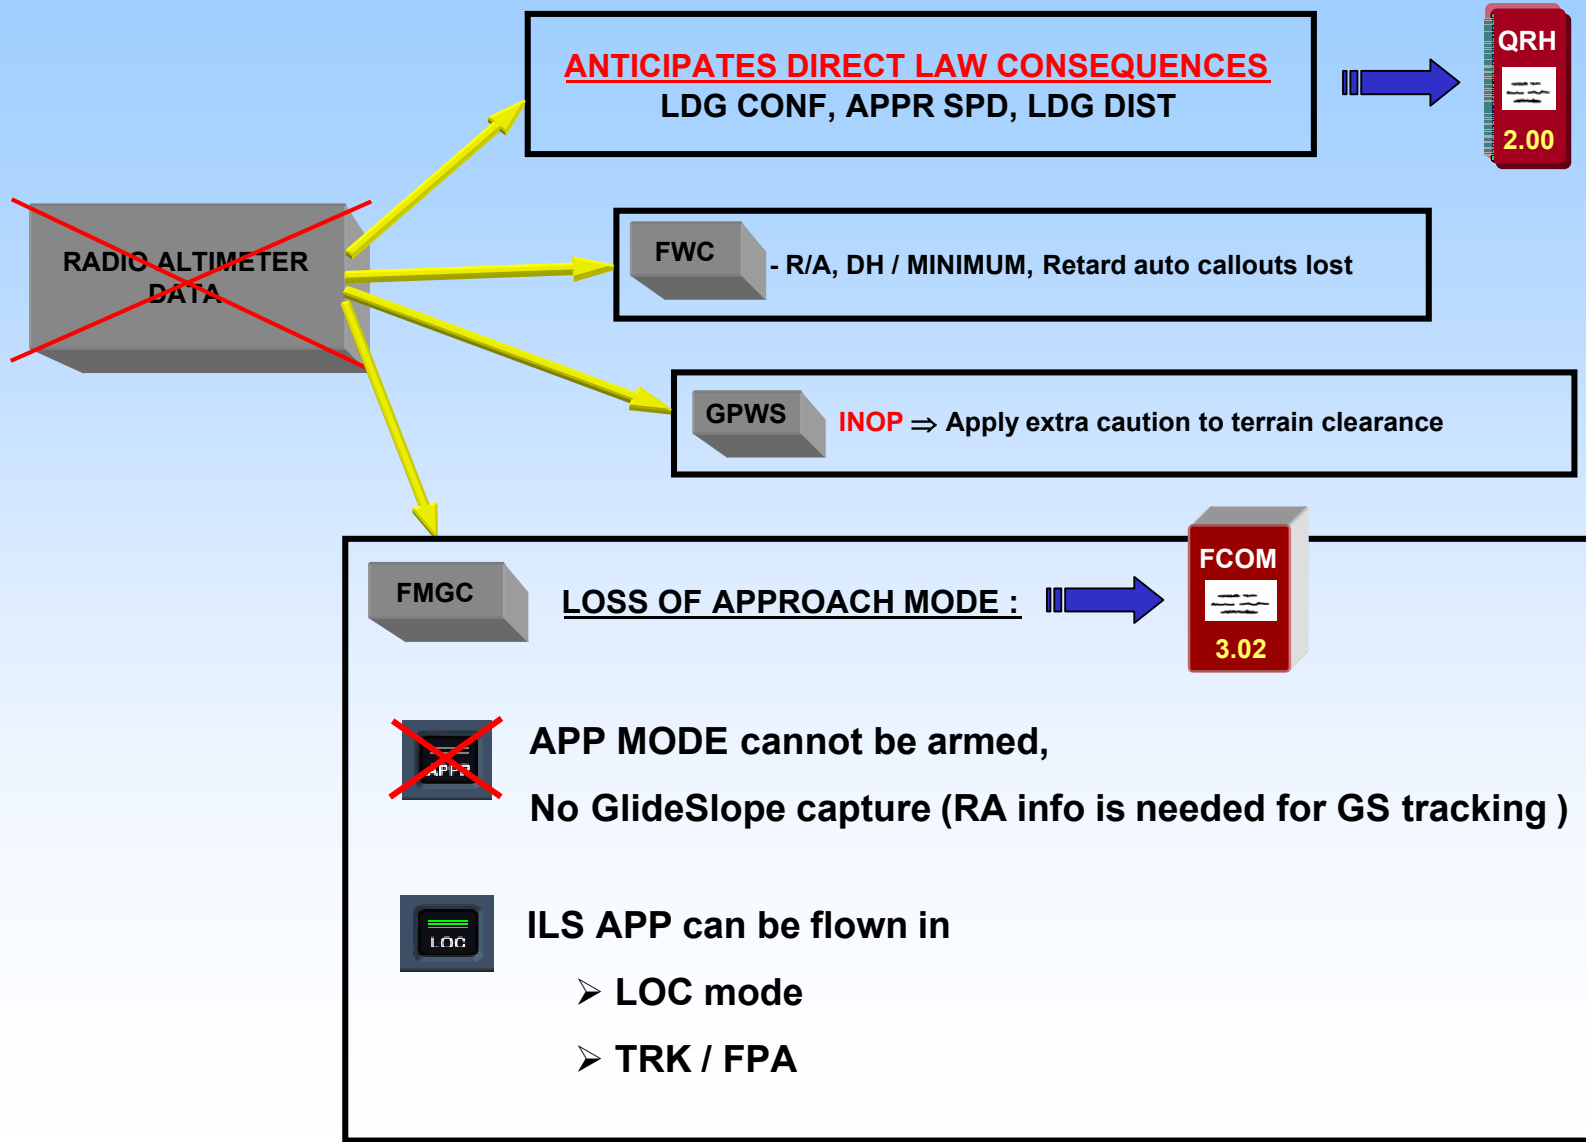 ANTICIPATES DIRECT LAW CONSEQUENCES
LDG CONF, APPR SPD, LDG DIST
QRH
2.00
RADIO ALTIMETER
DATA
FWC
- R/A, DH / MINIMUM, Retard auto callouts lost
GPWS
INOP ⇒ Apply extra caution to terrain clearance
FMGC
LOSS OF APPROACH MODE :
FCOM
3.02
APPR
APP MODE cannot be armed,
No GlideSlope capture (RA info is needed for GS tracking )
LOC
ILS APP can be flown in
➢ LOC mode
➢ TRK / FPA